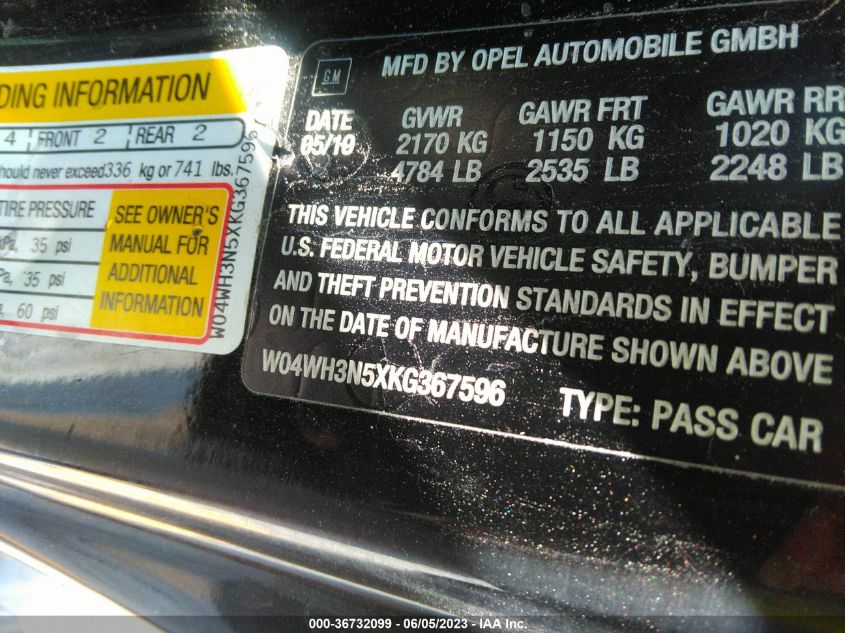 DING INFORMATION
4 FRONT 2 REAR 2
hould never exceed 336 kg or 741 lbs.
TIRE PRESSURE
kPa, 35 psi
Pa, 35 psi
, 60 psi
SEE OWNER'S
MANUAL FOR
ADDITIONAL
INFORMATION
W04WH3N5XKG367596
GM
MFD BY OPEL AUTOMOBILE GMBH
DATE GVWR GAWR FRT GAWR RR
05/19 2170 KG 1150 KG 1020 KG
4784 LB 2535 LB 2248 LB
THIS VEHICLE CONFORMS TO ALL APPLICABLE
U.S. FEDERAL MOTOR VEHICLE SAFETY, BUMPER
AND THEFT PREVENTION STANDARDS IN EFFECT
ON THE DATE OF MANUFACTURE SHOWN ABOVE
W04WH3N5XKG367596 TYPE: PASS CAR
000-36732099 - 06/05/2023 - IAA Inc.